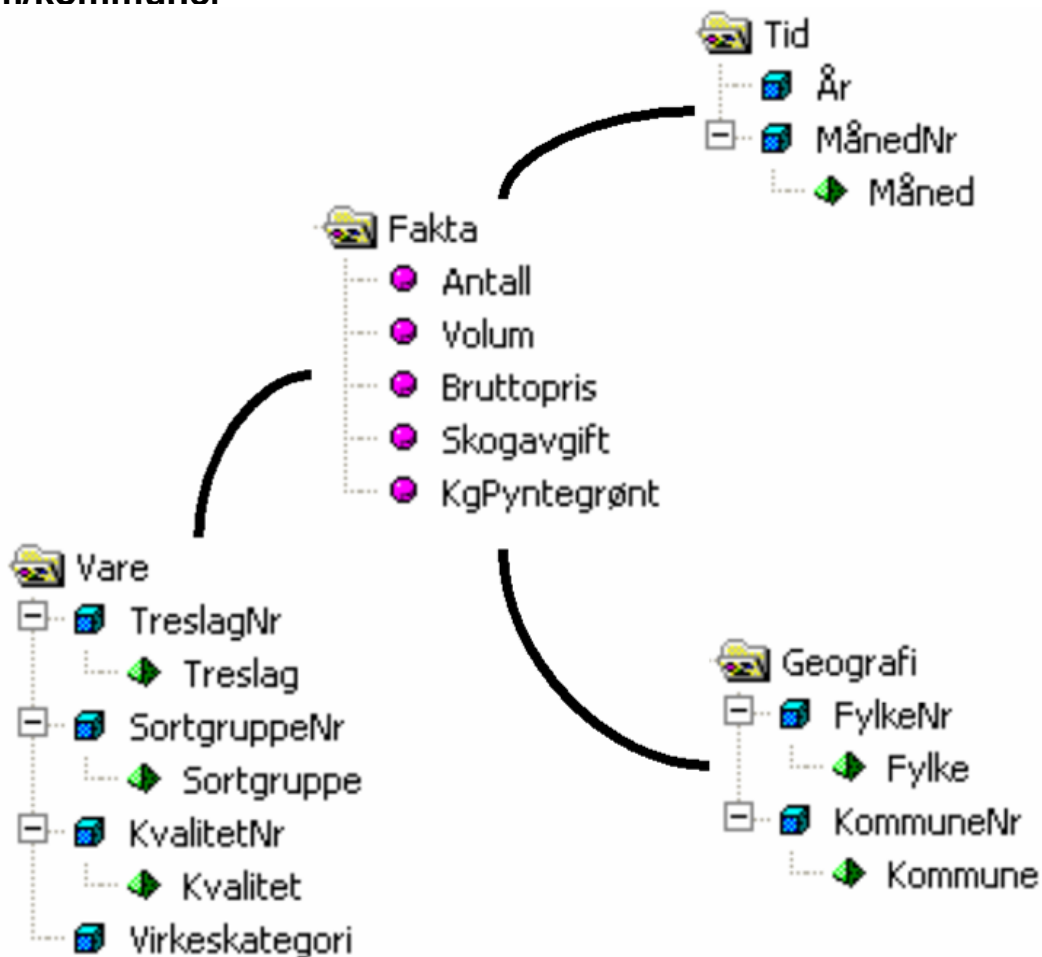 Tid
År
MånedNr
Måned
Fakta
Antall
Volum
Bruttopris
Skogavgift
KgPyntegrønt
Vare
TreslagNr
Treslag
SortgruppeNr
Sortgruppe
KvalitetNr
Kvalitet
Virkeskategori
Geografi
FylkeNr
Fylke
KommuneNr
Kommune